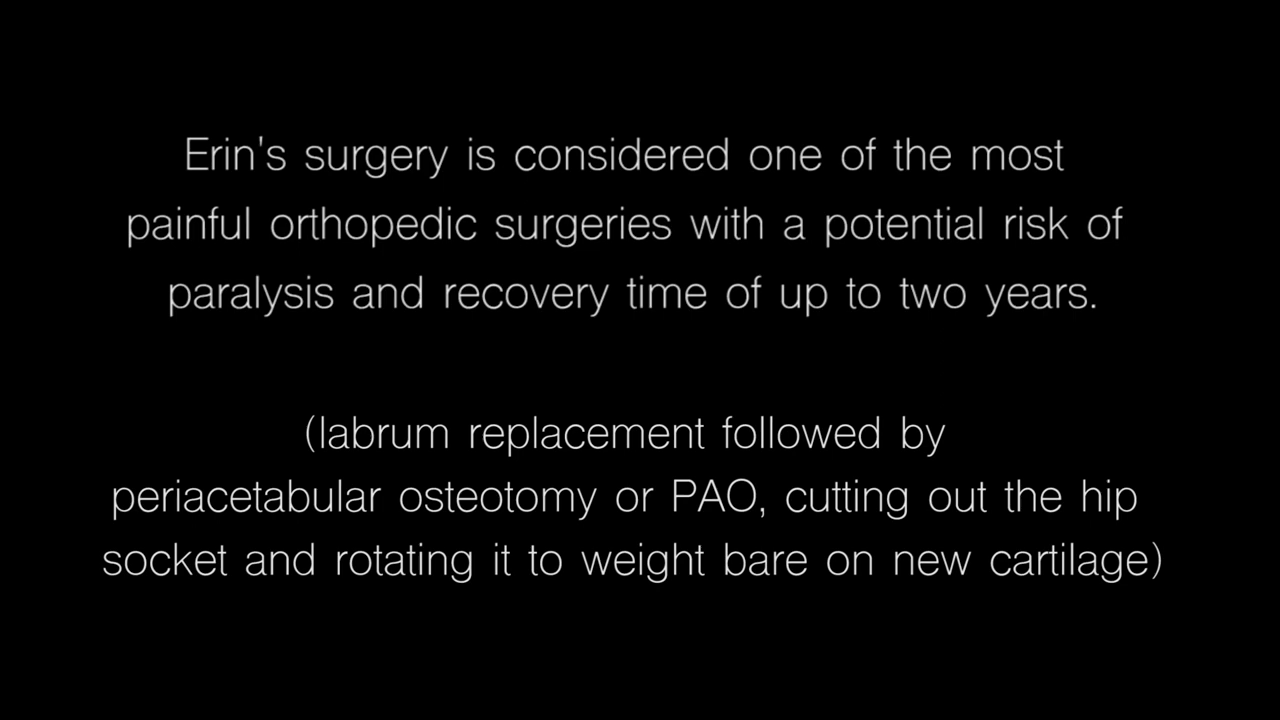 Erin's surgery is considered one of the most
painful orthopedic surgeries with a potential risk of
paralysis and recovery time of up to two years.
(labrum replacement followed by
periacetabular osteotomy or PAO, cutting out the hip
socket and rotating it to weight bare on new cartilage)